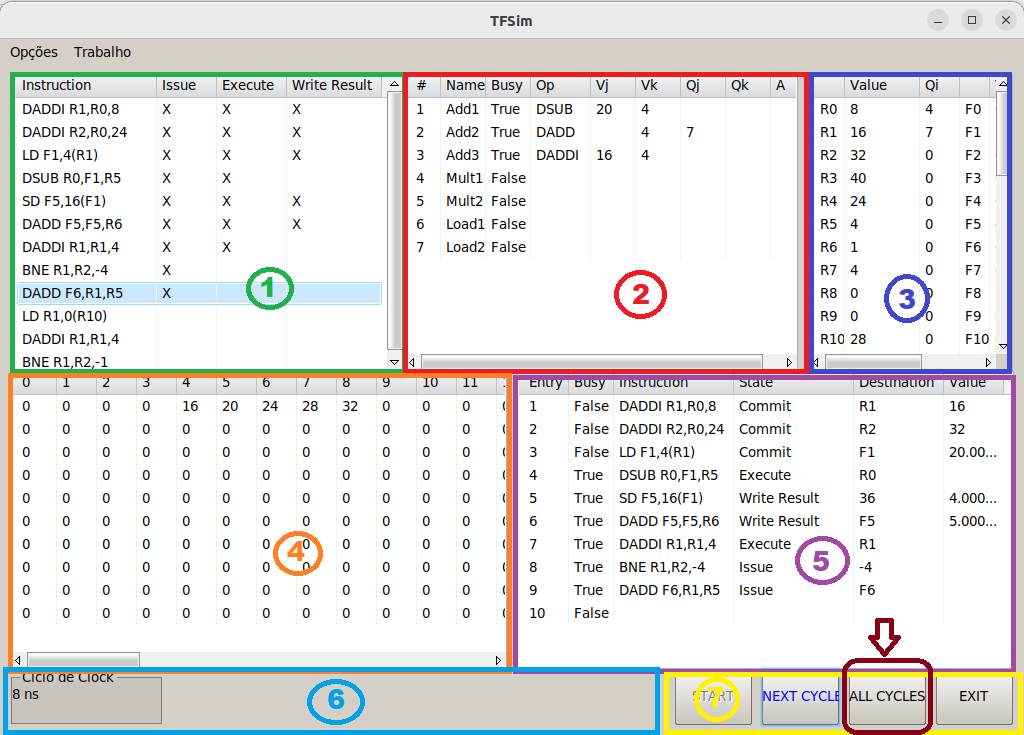 TFSim
Opções Trabalho
Instruction Issue Execute Write Result
DADDI R1,R0,8 X X X
DADDI R2,R0,24 X X X
LD F1,4(R1) X X X
DSUB R0,F1,R5 X X
SD F5,16(F1) X X X
DADD F5,F5,R6 X X X
DADDI R1,R1,4 X X
BNE R1,R2,-4 X
DADD F6,R1,R5 X
LD R1,0(R10)
DADDI R1,R1,4
BNE R1,R2,-1
1
# Name Busy Op Vj Vk Qj Qk A
1 Add1 True DSUB 20 4
2 Add2 True DADD 4 7
3 Add3 True DADDI 16 4
4 Mult1 False
5 Mult2 False
6 Load1 False
7 Load2 False
2
Value Qi
R0 8 4 F0
R1 16 7 F1
R2 32 0 F2
R3 40 0 F3
R4 24 0 F4
R5 4 0 F5
R6 1 0 F6
R7 4 0 F7
R8 0 0 F8
R9 0 0 F9
R10 28 0 F10
3
0 1 2 3 4 5 6 7 8 9 10 11
0 0 0 0 16 20 24 28 32 0 0 0
0 0 0 0 0 0 0 0 0 0 0 0
0 0 0 0 0 0 0 0 0 0 0 0
0 0 0 0 0 0 0 0 0 0 0 0
0 0 0 0 0 0 0 0 0 0 0 0
0 0 0 0 0 0 0 0 0 0 0 0
0 0 0 0 0 0 0 0 0 0 0 0
0 0 0 0 0 0 0 0 0 0 0 0
0 0 0 0 0 0 0 0 0 0 0 0
0 0 0 0 0 0 0 0 0 0 0 0
4
Entry Busy Instruction State Destination Value
1 False DADDI R1,R0,8 Commit R1 16
2 False DADDI R2,R0,24 Commit R2 32
3 False LD F1,4(R1) Commit F1 20.00...
4 True DSUB R0,F1,R5 Execute R0
5 True SD F5,16(F1) Write Result 36 4.000...
6 True DADD F5,F5,R6 Write Result F5 5.000...
7 True DADDI R1,R1,4 Execute R1
8 True BNE R1,R2,-4 Issue -4
9 True DADD F6,R1,R5 Issue F6
10 False
5
Ciclo de Clock
8 ns
6
START NEXT CYCLE ALL CYCLES EXIT
7